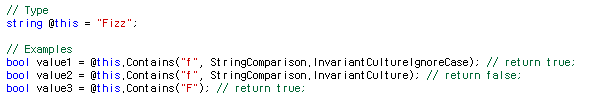 // Type
string @this = "Fizz";
// Examples
bool value1 = @this.Contains("f", StringComparison.InvariantCultureIgnoreCase); // return true;
bool value2 = @this.Contains("f", StringComparison.InvariantCulture); // return false;
bool value3 = @this.Contains("F"); // return true;